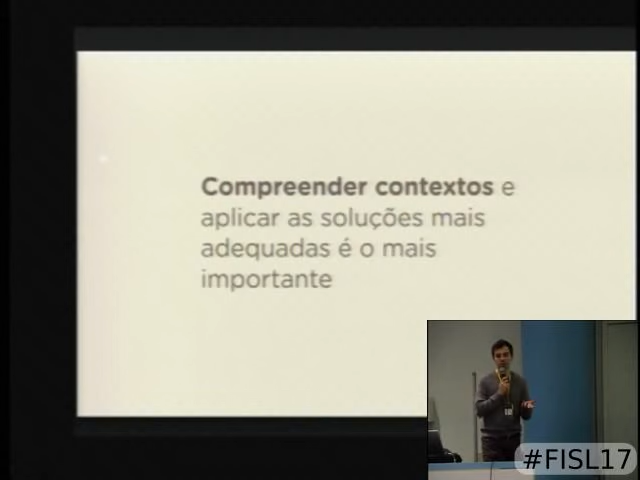 Compreender contextos e
aplicar as soluções mais
adequadas é o mais
importante
#FISL17